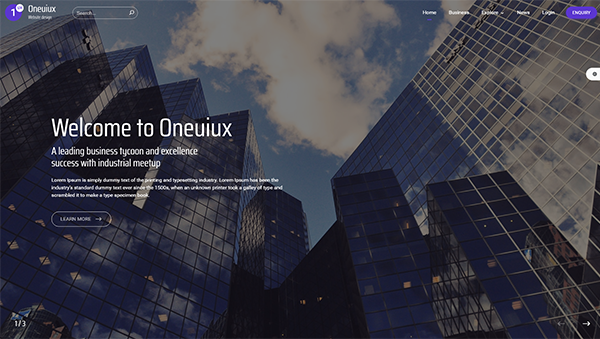 1
Oneuiux
Website design
Search...
Home
Business
Explore
News
Login
ENQUIRY
Welcome to Oneuiux
A leading business tycoon and excellence
success with industrial meetup
Lorem Ipsum is simply dummy text of the printing and typesetting industry. Lorem Ipsum has been the
industry's standard dummy text ever since the 1500s, when an unknown printer took a galley of type and
scrambled it to make a type specimen book.
LEARN MORE
1/3